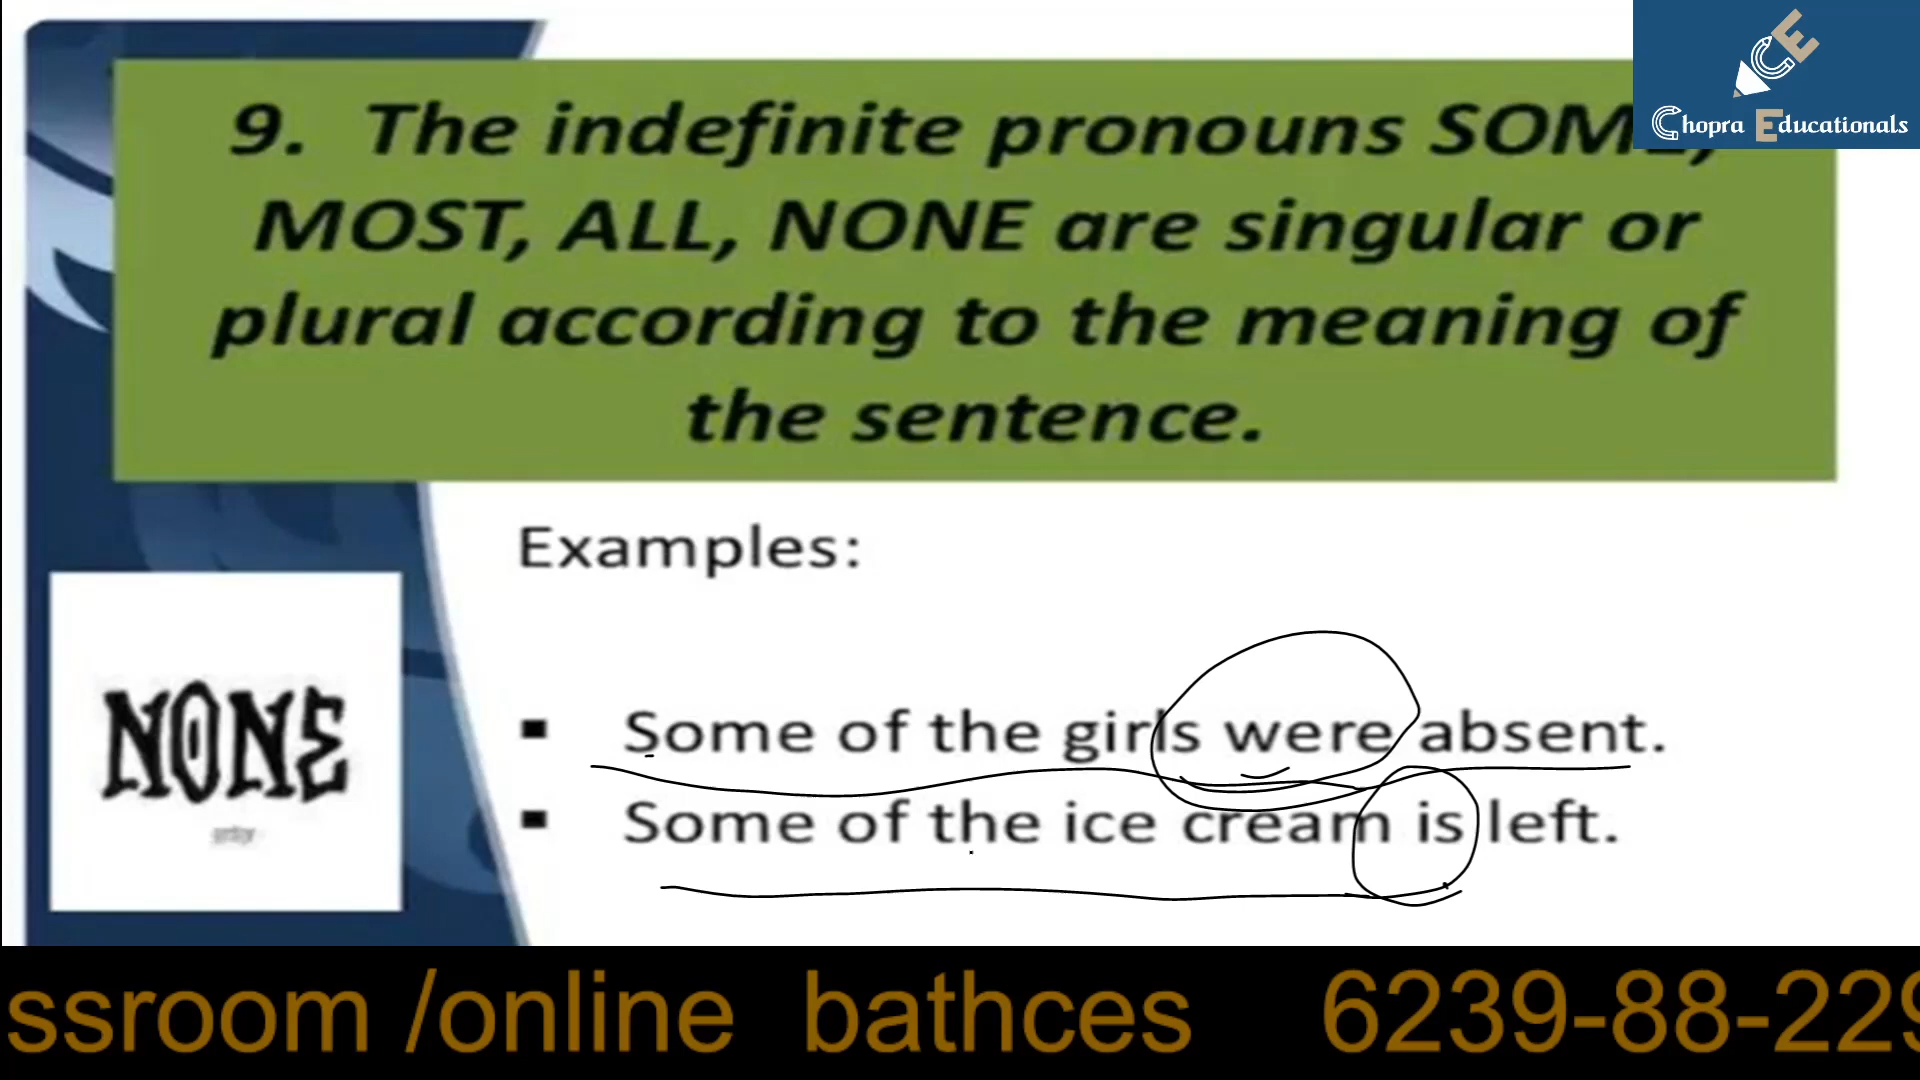 9. The indefinite pronouns SOME,
MOST, ALL, NONE are singular or
plural according to the meaning of
the sentence.
Chopra Educationals
Examples:
▪ Some of the girls were absent.
▪ Some of the ice cream is left.
NONE
ssroom /online bathces 6239-88-229